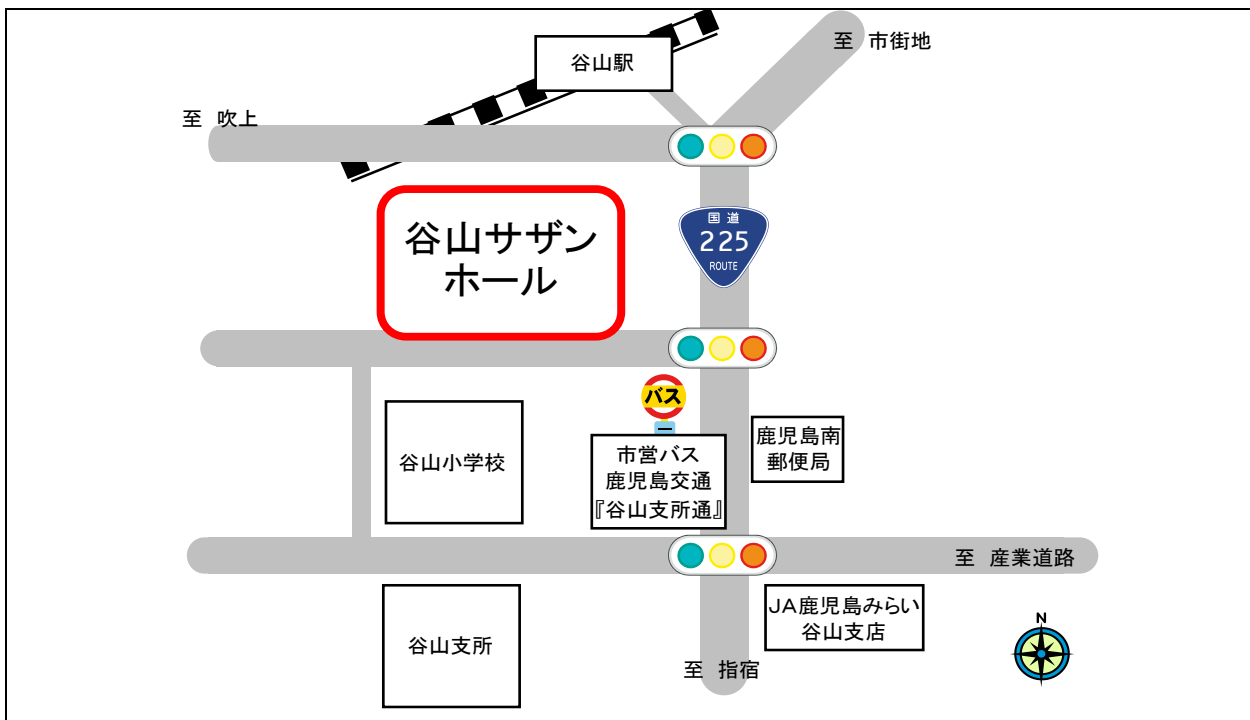 谷山駅
至 市街地
至 吹上
谷山サザン
ホール
国道
225
ROUTE
バス
市営バス
鹿児島交通
『谷山支所通』
鹿児島南
郵便局
谷山小学校
至 産業道路
谷山支所
JA鹿児島みらい
谷山支店
N
至 指宿